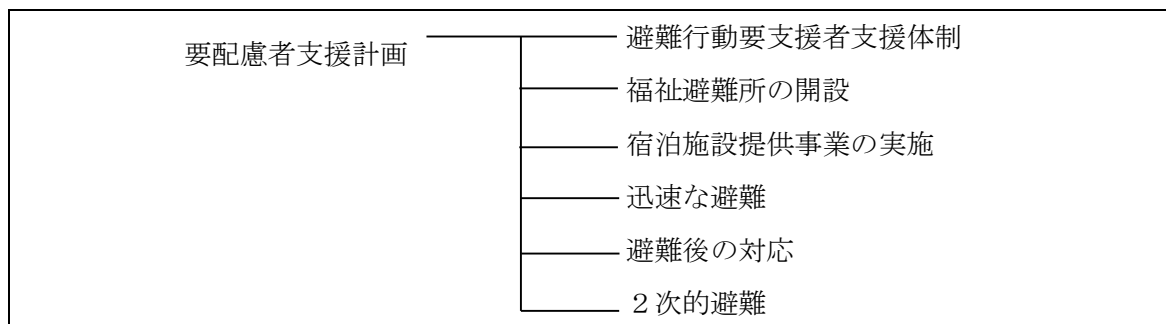 要配慮者支援計画
避難行動要支援者支援体制
福祉避難所の開設
宿泊施設提供事業の実施
迅速な避難
避難後の対応
２次的避難